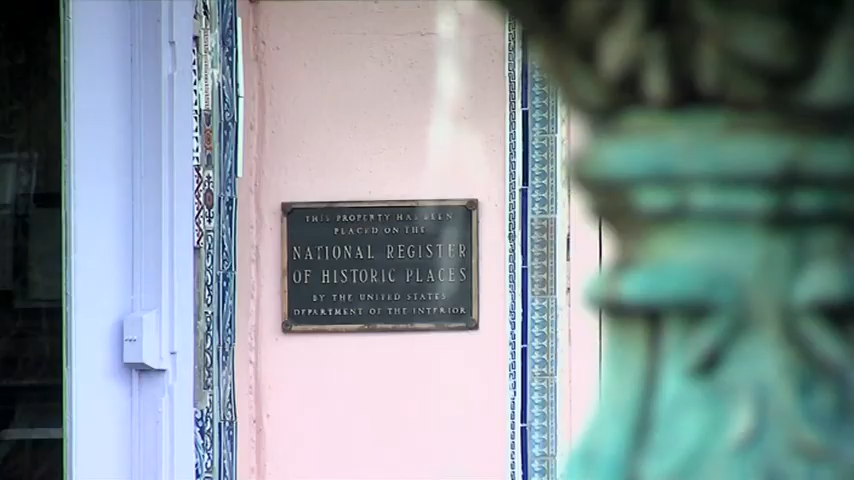 THIS PROPERTY HAS BEEN
PLACED ON THE
NATIONAL REGISTER
OF HISTORIC PLACES
BY THE UNITED STATES
DEPARTMENT OF THE INTERIOR